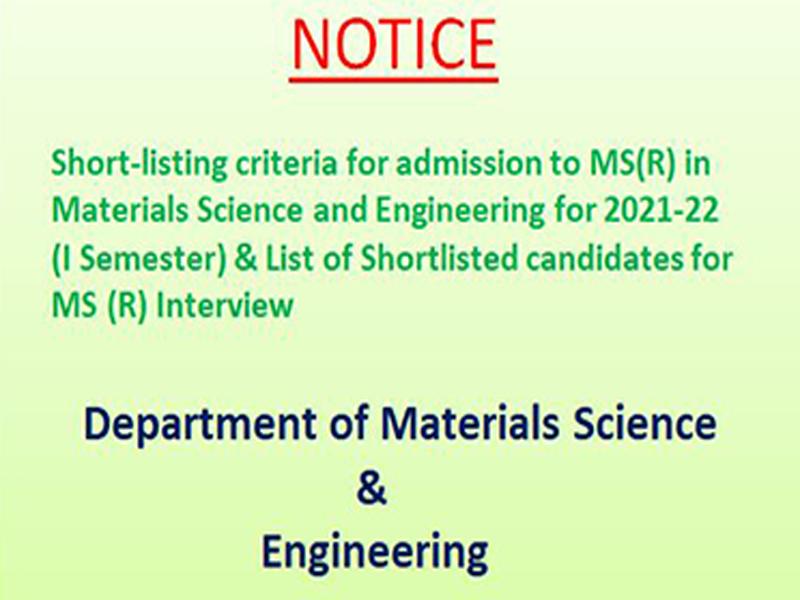 NOTICE
Short-listing criteria for admission to MS(R) in
Materials Science and Engineering for 2021-22
(I Semester) & List of Shortlisted candidates for
MS (R) Interview
Department of Materials Science
&
Engineering